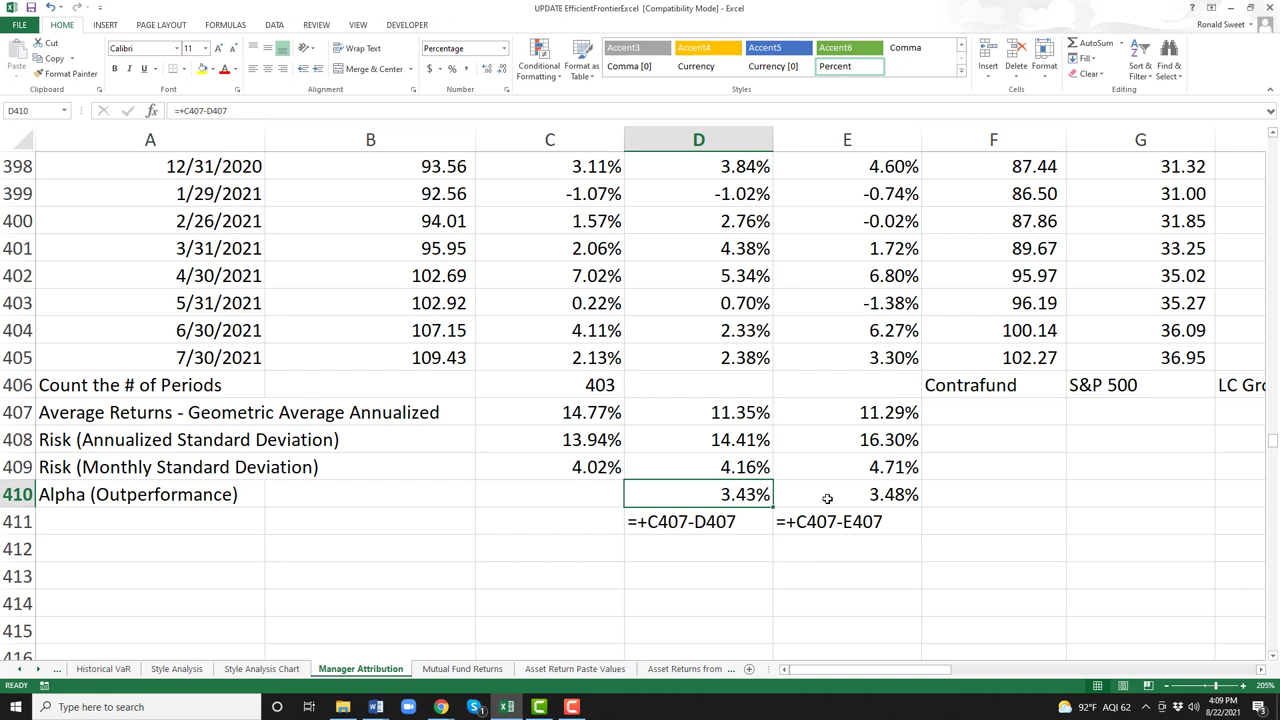 UPDATE EfficientFrontierExcel [Compatibility Mode] - Excel
FILE HOME INSERT PAGE LAYOUT FORMULAS DATA REVIEW VIEW DEVELOPER Ronald Sweet
Paste Cut Copy Format Painter Clipboard
Calibri 11 B I U A A A Font
Wrap Text Merge & Center Alignment
Percentage $ % , Number
Conditional Formatting Format as Table
Accent3 Accent4 Accent5 Accent6 Comma
Comma [0] Currency Currency [0] Percent
Styles
Insert Delete Format Cells
AutoSum Fill Clear Sort & Filter Find & Select Editing
D410 fx =+C407-D407
A B C D E F G
398 12/31/2020 93.56 3.11% 3.84% 4.60% 87.44 31.32
399 1/29/2021 92.56 -1.07% -1.02% -0.74% 86.50 31.00
400 2/26/2021 94.01 1.57% 2.76% -0.02% 87.86 31.85
401 3/31/2021 95.95 2.06% 4.38% 1.72% 89.67 33.25
402 4/30/2021 102.69 7.02% 5.34% 6.80% 95.97 35.02
403 5/31/2021 102.92 0.22% 0.70% -1.38% 96.19 35.27
404 6/30/2021 107.15 4.11% 2.33% 6.27% 100.14 36.09
405 7/30/2021 109.43 2.13% 2.38% 3.30% 102.27 36.95
406 Count the # of Periods 403 Contrafund S&P 500 LC Gro
407 Average Returns - Geometric Average Annualized 14.77% 11.35% 11.29%
408 Risk (Annualized Standard Deviation) 13.94% 14.41% 16.30%
409 Risk (Monthly Standard Deviation) 4.02% 4.16% 4.71%
410 Alpha (Outperformance) 3.43% 3.48%
411 =+C407-D407 =+C407-E407
412
413
414
415
416
... Historical VaR Style Analysis Style Analysis Chart Manager Attribution Mutual Fund Returns Asset Return Paste Values Asset Returns from ...
READY 205%
Type here to search 92°F AQI 62 4:09 PM
8/22/2021